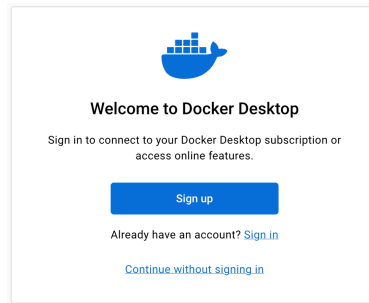 Welcome to Docker Desktop
Sign in to connect to your Docker Desktop subscription or
access online features.
Sign up
Already have an account? Sign in
Continue without signing in